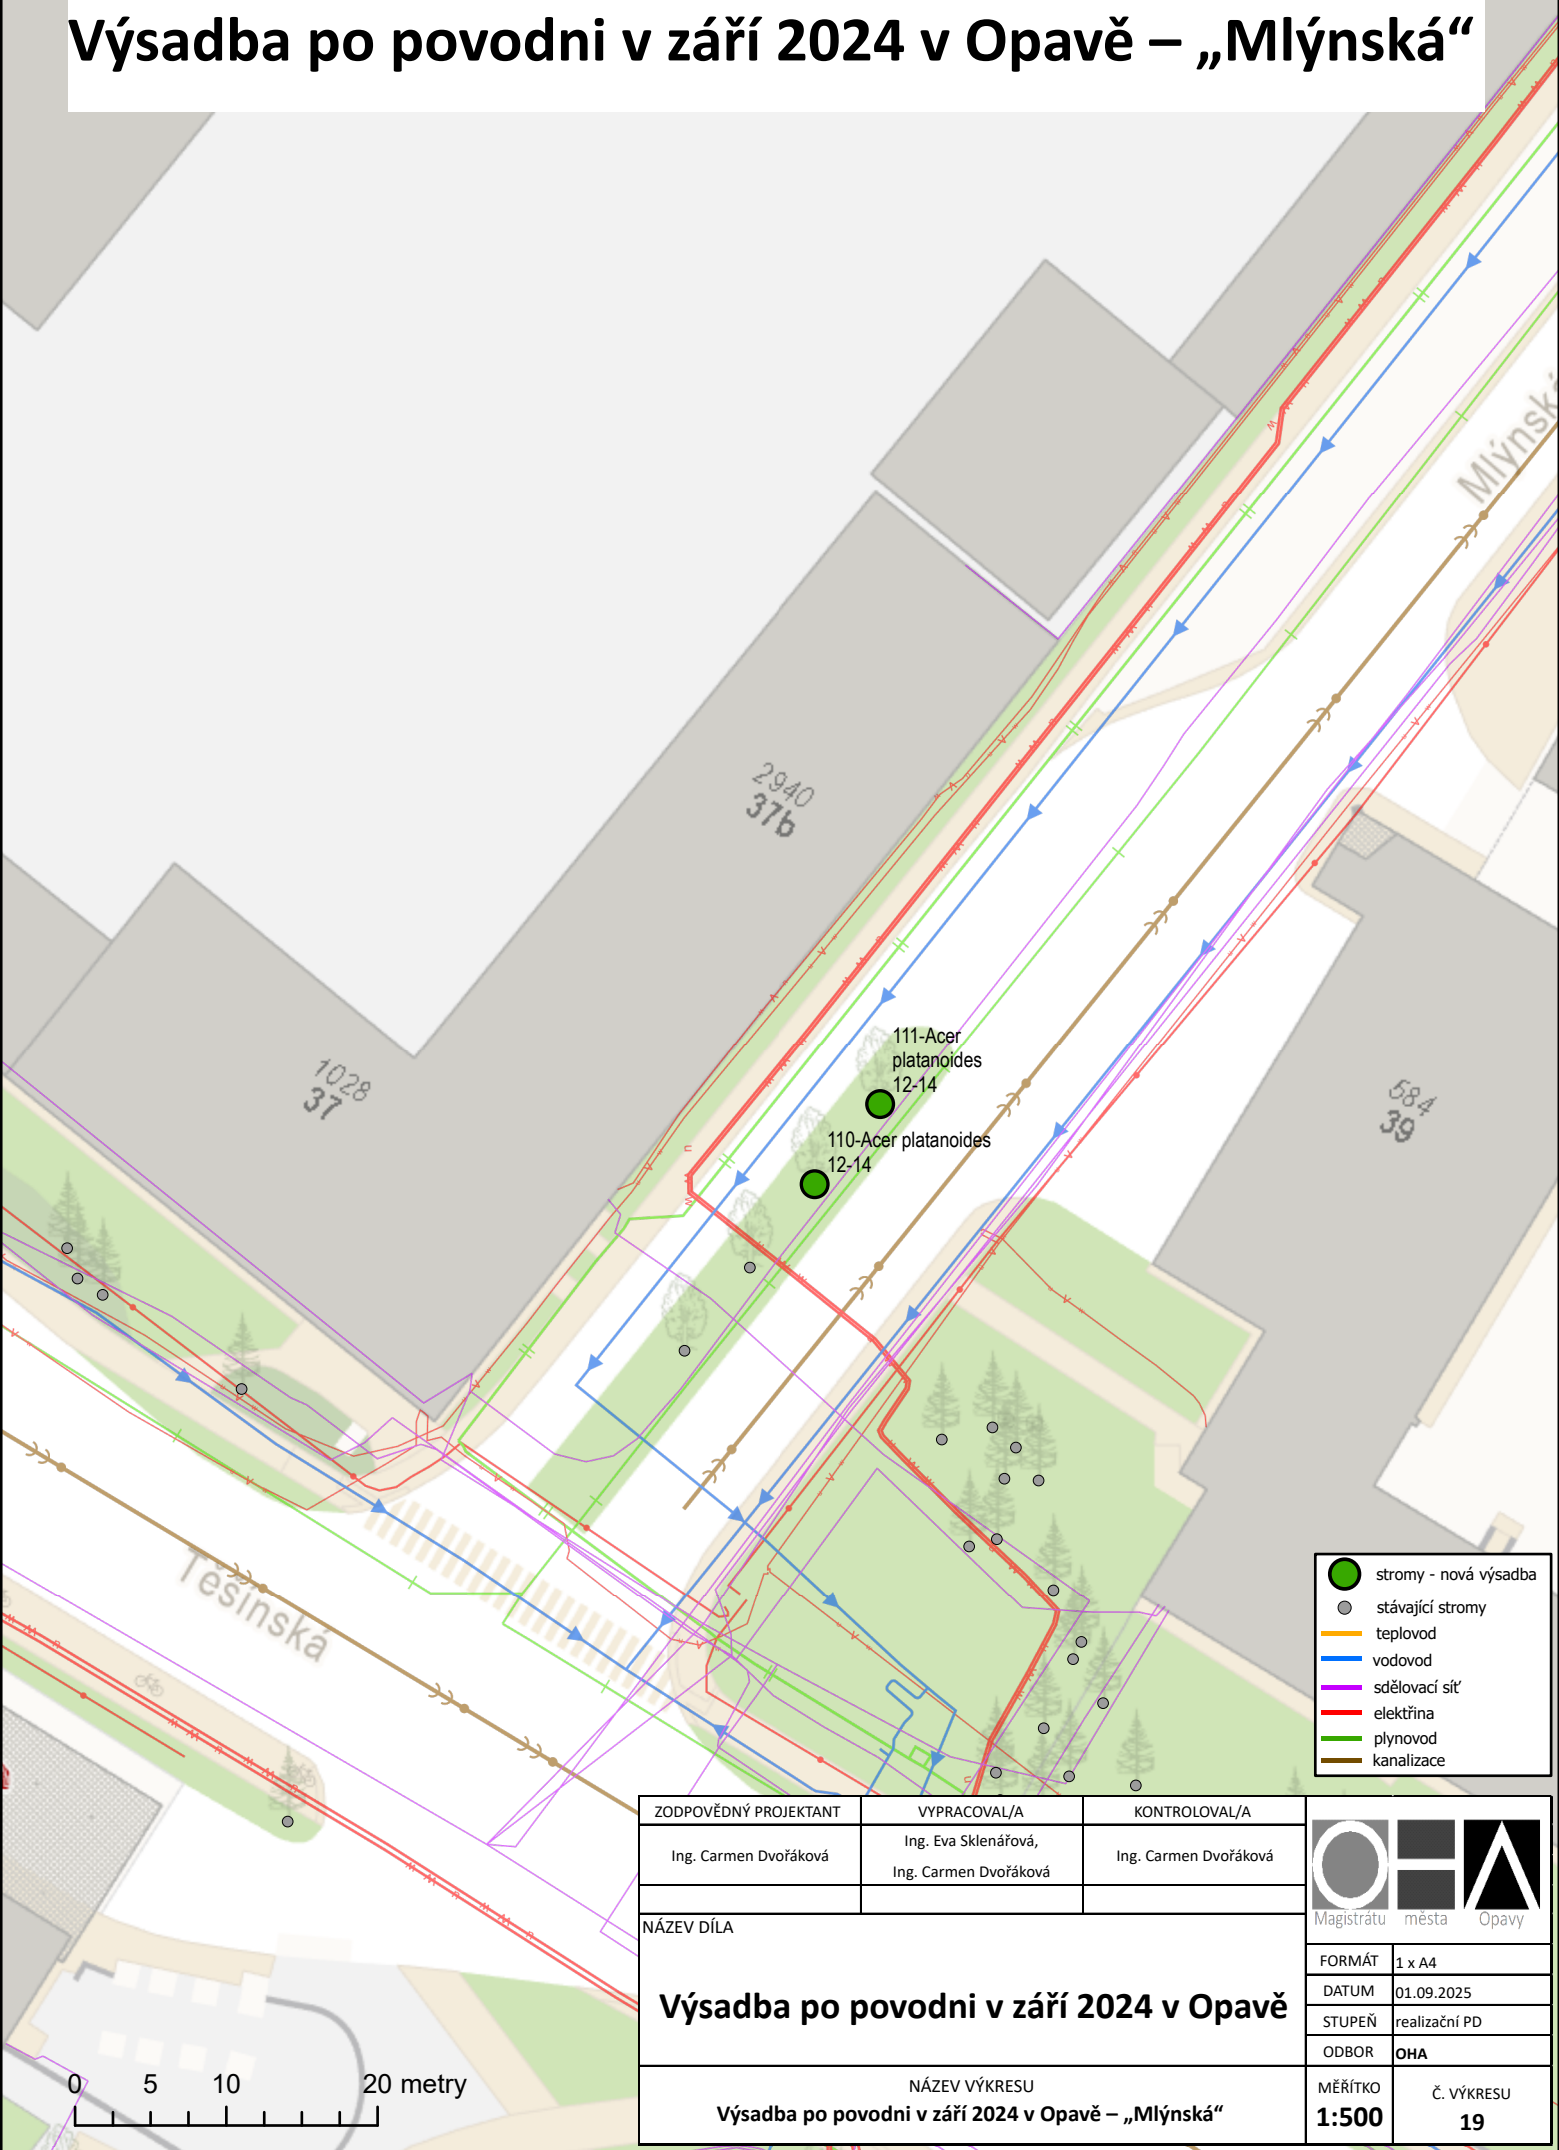 Výsadba po povodni v září 2024 v Opavě – „Mlýnská“
Mlýnská
2940
37b
111-Acer
platanoides
12-14
1028
37
110-Acer platanoides
12-14
584
39
Těšínská
stromy - nová výsadba
stávající stromy
teplovod
vodovod
sdělovací síť
elektřina
plynovod
kanalizace
ZODPOVĚDNÝ PROJEKTANT
VYPRACOVAL/A
KONTROLOVAL/A
Ing. Carmen Dvořáková
Ing. Eva Sklenářová,
Ing. Carmen Dvořáková
Ing. Carmen Dvořáková
OHA
Magistrátu města Opavy
NÁZEV DÍLA
Výsadba po povodni v září 2024 v Opavě
FORMÁT 1 x A4
DATUM 01.09.2025
STUPEŇ realizační PD
ODBOR OHA
NÁZEV VÝKRESU
Výsadba po povodni v září 2024 v Opavě – „Mlýnská“
MĚŘÍTKO
1:500
Č. VÝKRESU
19
0 5 10 20 metry